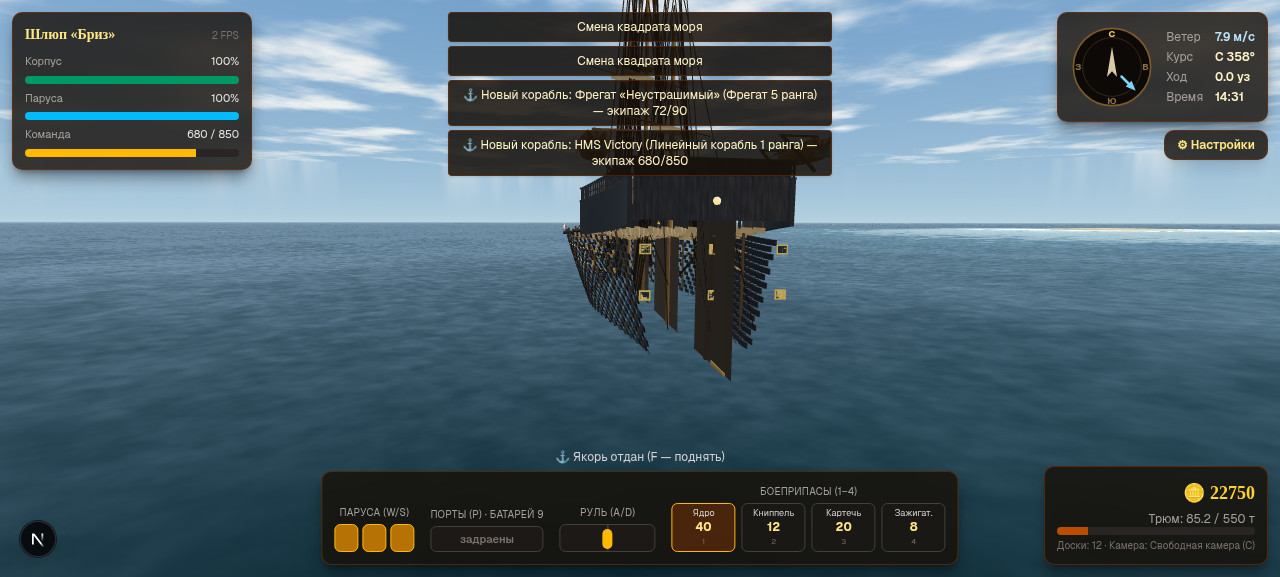 Шлюп «Бриз»
2 FPS
Корпус 100%
Паруса 100%
Команда 680 / 850
Смена квадрата моря
Смена квадрата моря
⚓ Новый корабль: Фрегат «Неустрашимый» (Фрегат 5 ранга)
— экипаж 72/90
⚓ Новый корабль: HMS Victory (Линейный корабль 1 ранга) —
экипаж 680/850
С
З
В
Ю
Ветер 7.9 м/с
Курс С 358°
Ход 0.0 уз
Время 14:31
⚙ Настройки
⚓ Якорь отдан (F — поднять)
ПАРУСА (W/S)
ПОРТЫ (P) · БАТАРЕЙ 9
задраены
РУЛЬ (A/D)
БОЕПРИПАСЫ (1–4)
Ядро
40
1
Книппель
12
2
Картечь
20
3
Зажигат.
8
4
22750
Трюм: 85.2 / 550 т
Доски: 12 · Камера: Свободная камера (C)
N